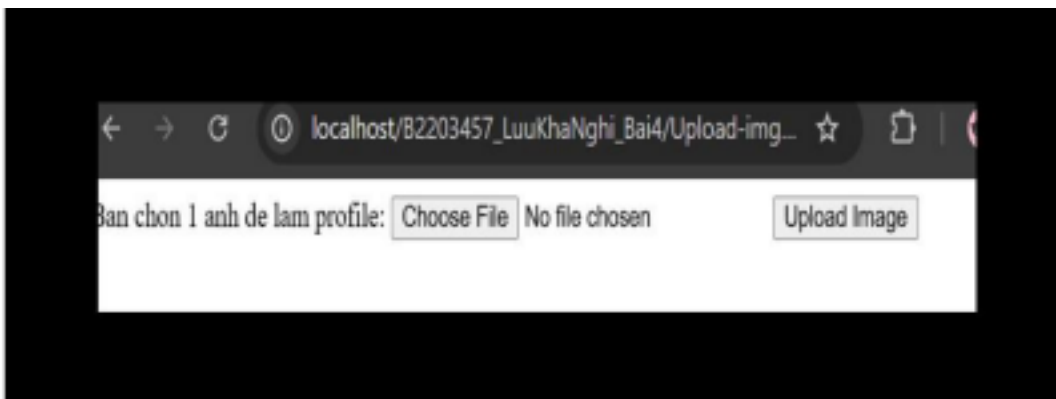 localhost/B2203457_LuuKhaNghi_Bai4/Upload-img...
Ban chon 1 anh de lam profile: Choose File No file chosen Upload Image